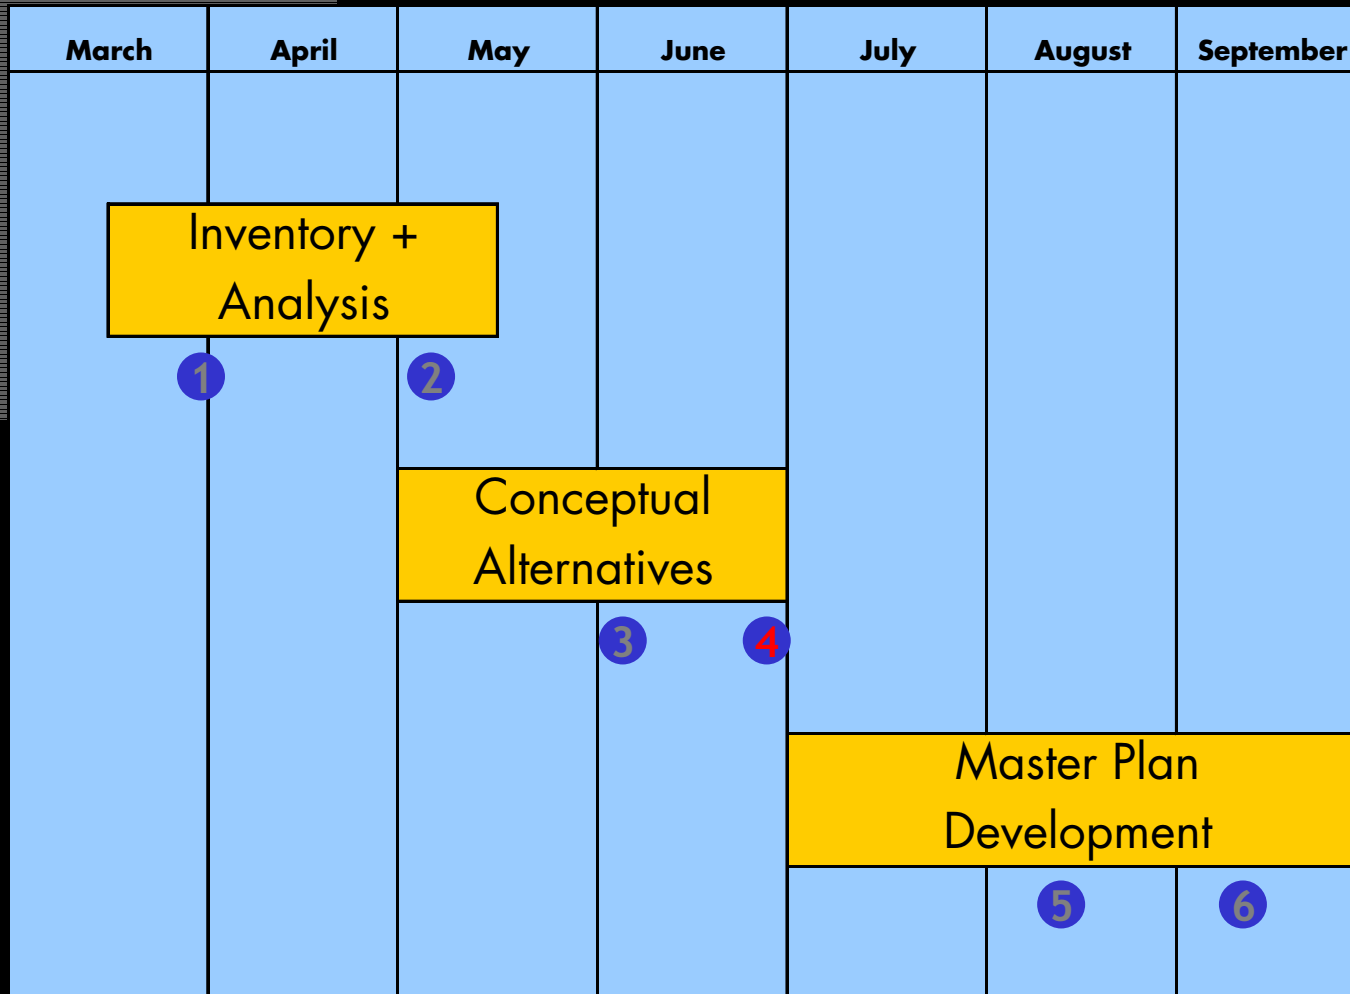 March April May June July August September
Inventory +
Analysis
1 2
Conceptual
Alternatives
3 4
Master Plan
Development
5 6